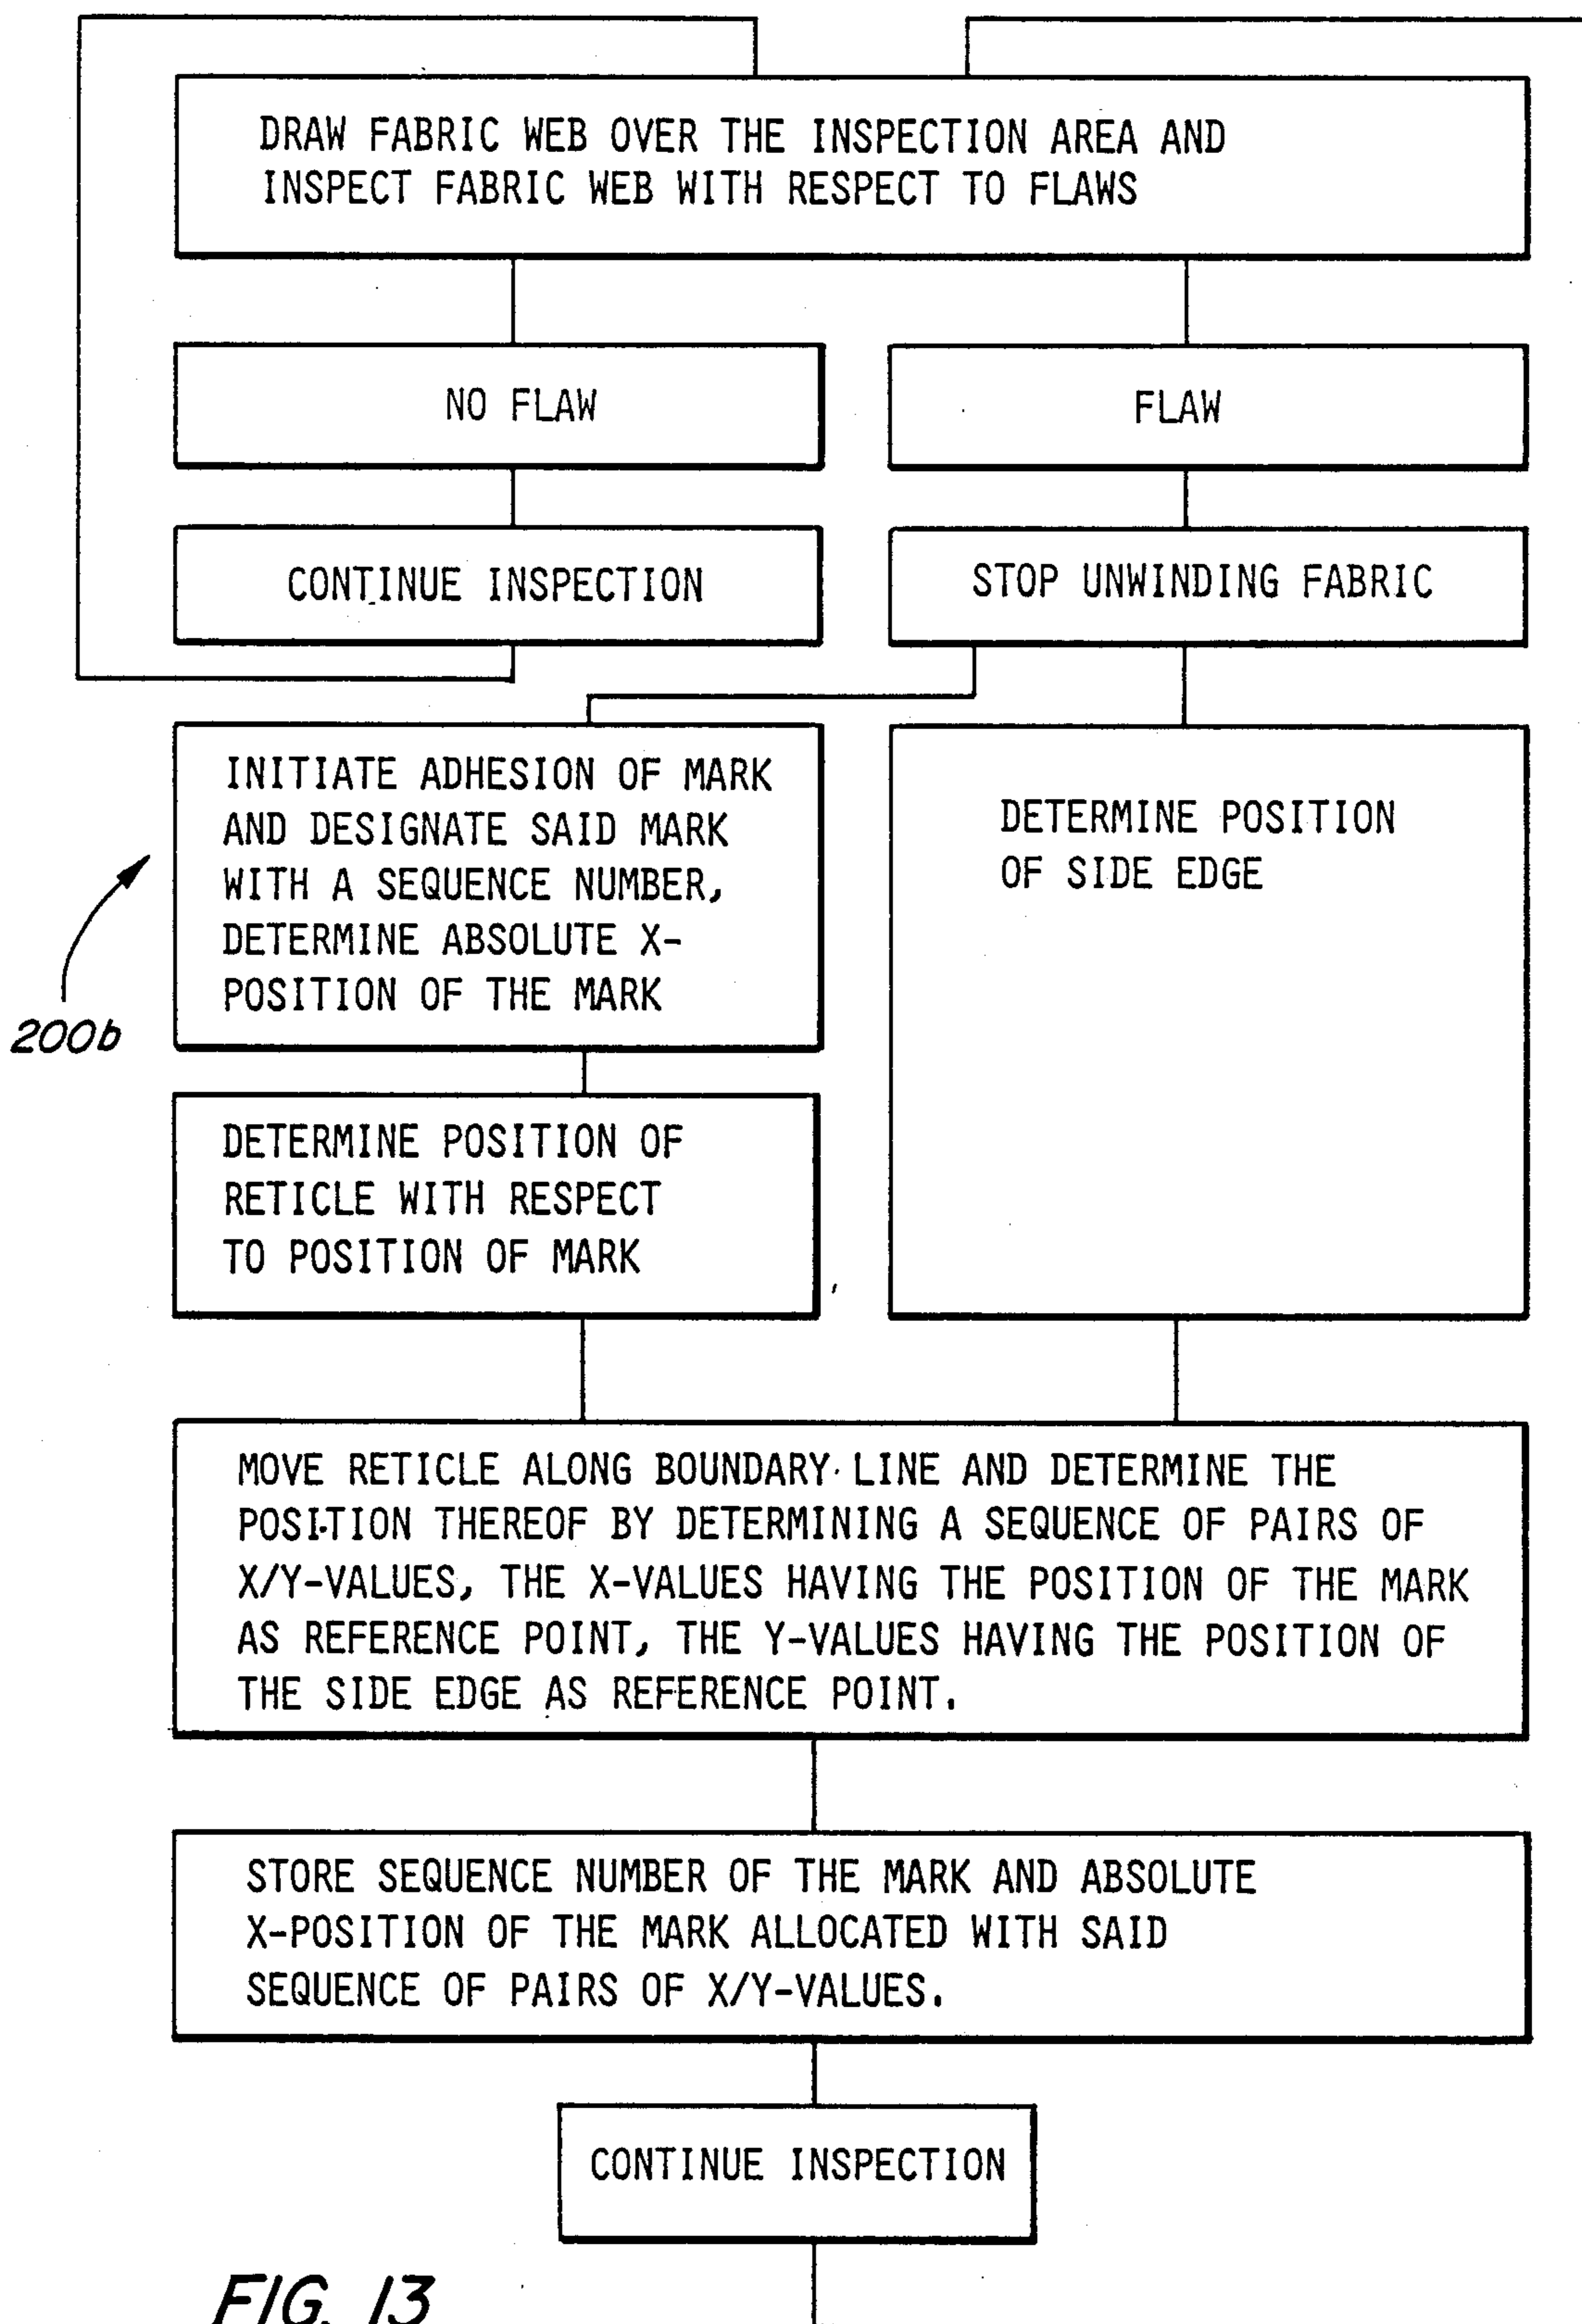 DRAW FABRIC WEB OVER THE INSPECTION AREA AND
INSPECT FABRIC WEB WITH RESPECT TO FLAWS
NO FLAW
FLAW
CONTINUE INSPECTION
STOP UNWINDING FABRIC
INITIATE ADHESION OF MARK
AND DESIGNATE SAID MARK
WITH A SEQUENCE NUMBER,
DETERMINE ABSOLUTE X-
POSITION OF THE MARK
DETERMINE POSITION
OF SIDE EDGE
200b
DETERMINE POSITION OF
RETICLE WITH RESPECT
TO POSITION OF MARK
MOVE RETICLE ALONG BOUNDARY LINE AND DETERMINE THE
POSITION THEREOF BY DETERMINING A SEQUENCE OF PAIRS OF
X/Y-VALUES, THE X-VALUES HAVING THE POSITION OF THE MARK
AS REFERENCE POINT, THE Y-VALUES HAVING THE POSITION OF
THE SIDE EDGE AS REFERENCE POINT.
STORE SEQUENCE NUMBER OF THE MARK AND ABSOLUTE
X-POSITION OF THE MARK ALLOCATED WITH SAID
SEQUENCE OF PAIRS OF X/Y-VALUES.
CONTINUE INSPECTION
FIG. 13